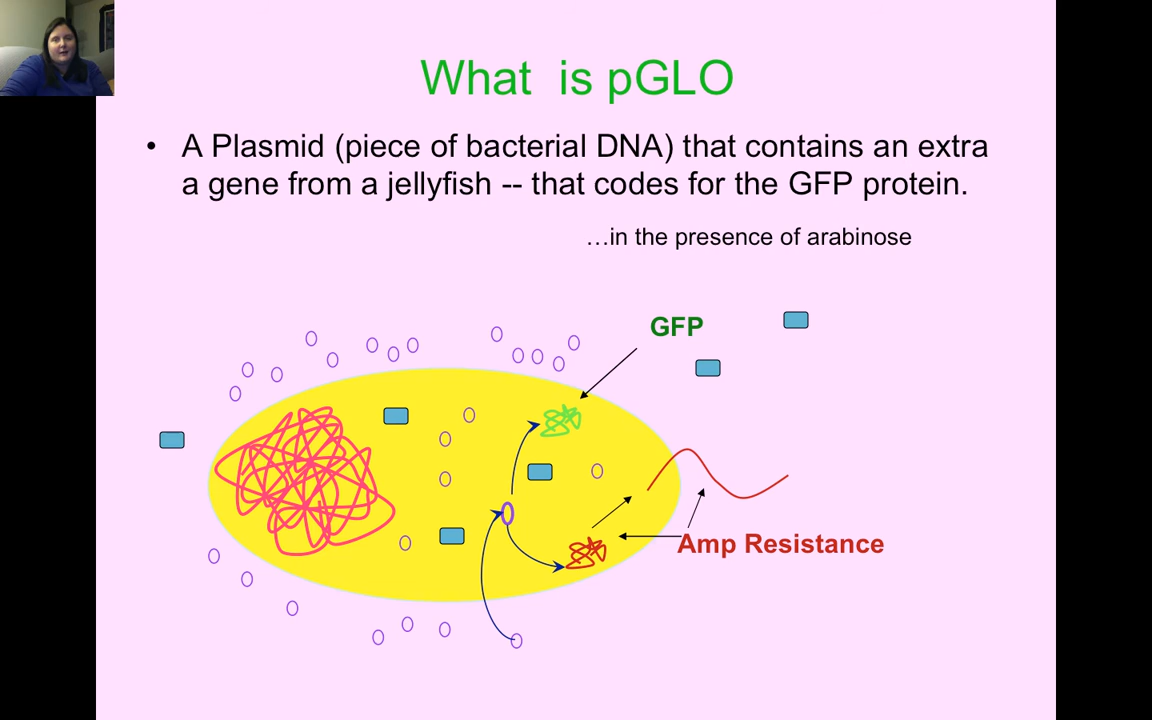 What is pGLO
• A Plasmid (piece of bacterial DNA) that contains an extra
a gene from a jellyfish -- that codes for the GFP protein.
…in the presence of arabinose
GFP
Amp Resistance